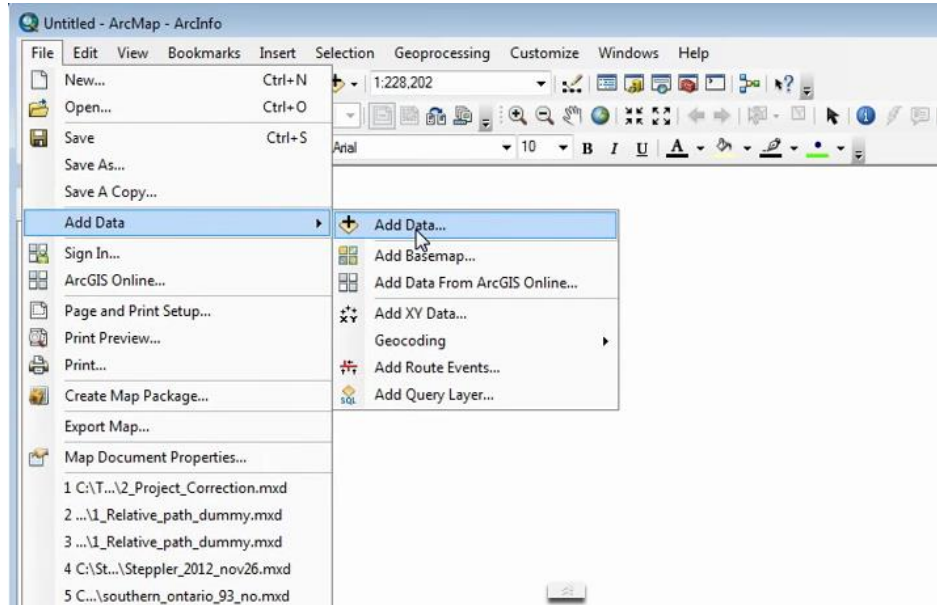 Untitled - ArcMap - ArcInfo
File Edit View Bookmarks Insert Selection Geoprocessing Customize Windows Help
New... Ctrl+N
1:228,202
Open... Ctrl+O
Save Ctrl+S
Arial 10 B I U A
Save As...
Save A Copy...
Add Data
Add Data...
Sign In...
Add Basemap...
ArcGIS Online...
Add Data From ArcGIS Online...
Page and Print Setup...
XY Add XY Data...
Print Preview...
Geocoding
Print...
Add Route Events...
Create Map Package...
SQL Add Query Layer...
Export Map...
Map Document Properties...
1 C:\T...\2_Project_Correction.mxd
2 ...\1_Relative_path_dummy.mxd
3 ...\1_Relative_path_dummy.mxd
4 C:\St...\Steppler_2012_nov26.mxd
5 C...\southern_ontario_93_no.mxd